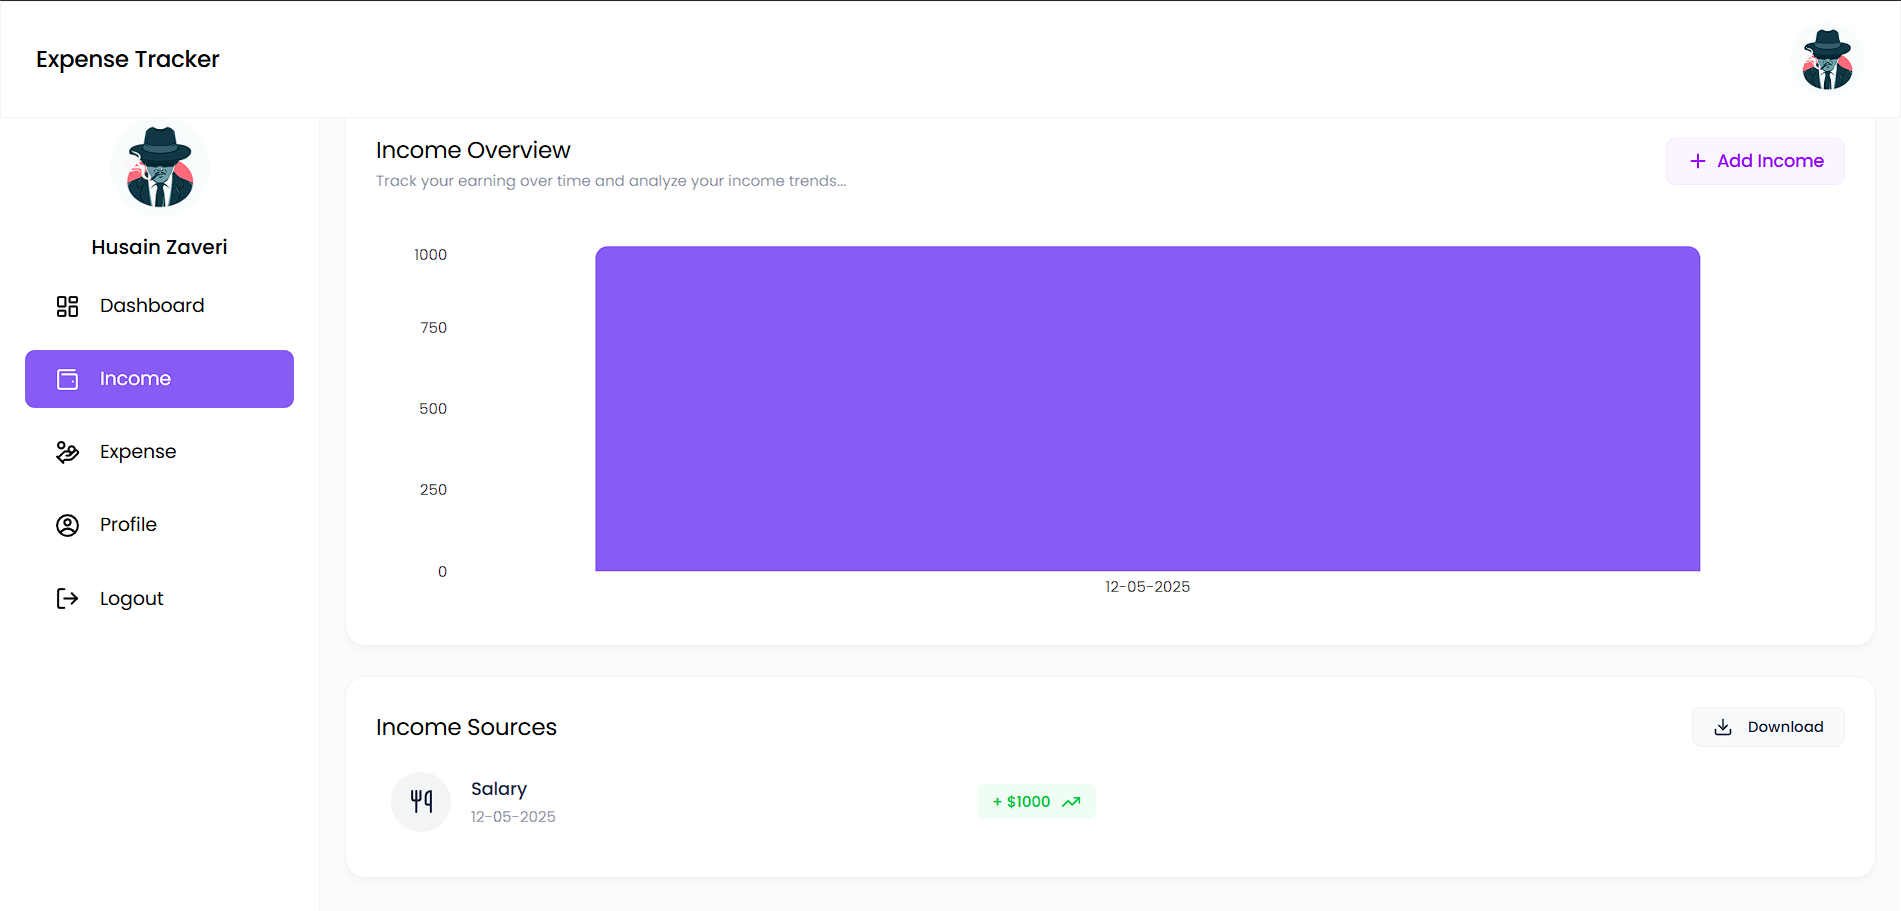 Expense Tracker
Husain Zaveri
Dashboard
Income
Expense
Profile
Logout
Income Overview
Track your earning over time and analyze your income trends...
+ Add Income
1000
750
500
250
0
12-05-2025
Income Sources
Download
Salary
12-05-2025
+ $1000